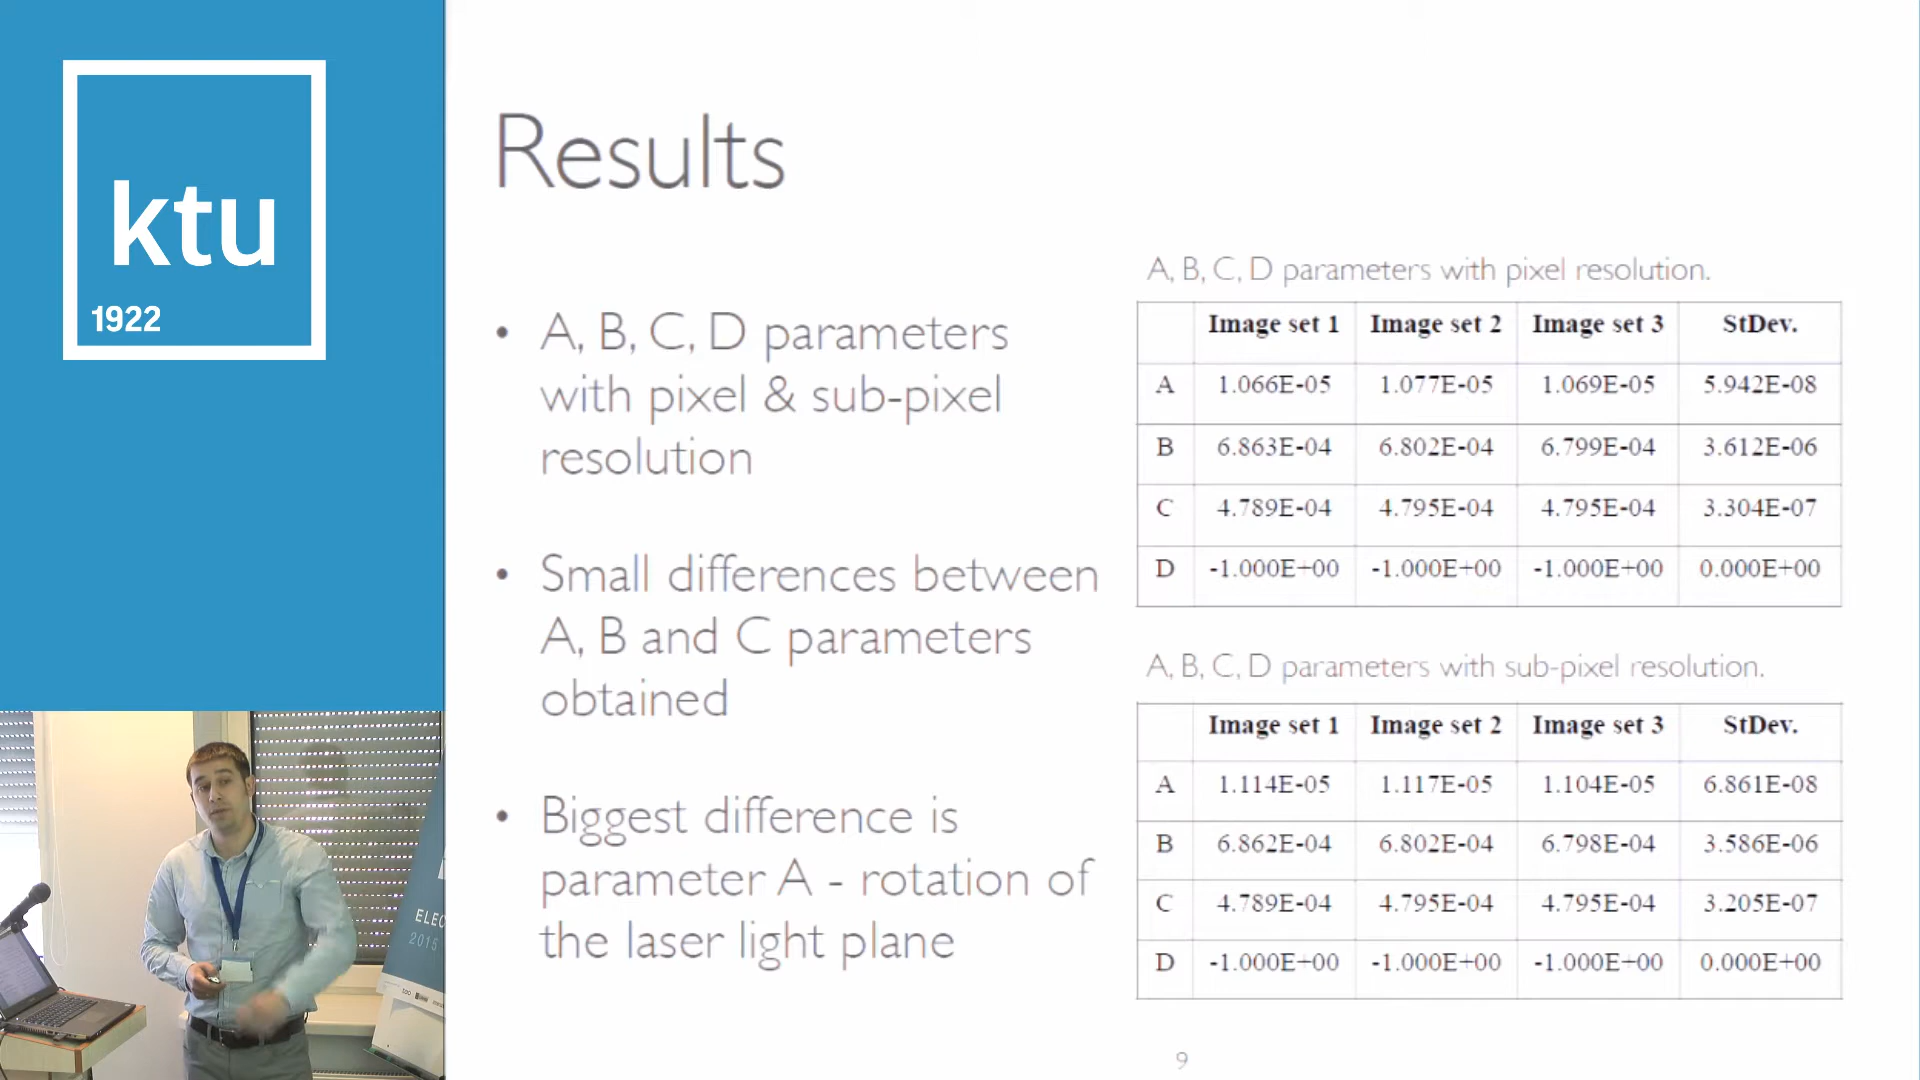 ktu
1922
Results
• A, B, C, D parameters
with pixel & sub-pixel
resolution
• Small differences between
A, B and C parameters
obtained
• Biggest difference is
parameter A - rotation of
the laser light plane
A, B, C, D parameters with pixel resolution.
Image set 1 Image set 2 Image set 3 StDev.
A 1.066E-05 1.077E-05 1.069E-05 5.942E-08
B 6.863E-04 6.802E-04 6.799E-04 3.612E-06
C 4.789E-04 4.795E-04 4.795E-04 3.304E-07
D -1.000E+00 -1.000E+00 -1.000E+00 0.000E+00
A, B, C, D parameters with sub-pixel resolution.
Image set 1 Image set 2 Image set 3 StDev.
A 1.114E-05 1.117E-05 1.104E-05 6.861E-08
B 6.862E-04 6.802E-04 6.798E-04 3.586E-06
C 4.789E-04 4.795E-04 4.795E-04 3.205E-07
D -1.000E+00 -1.000E+00 -1.000E+00 0.000E+00
9
ELEC
2015